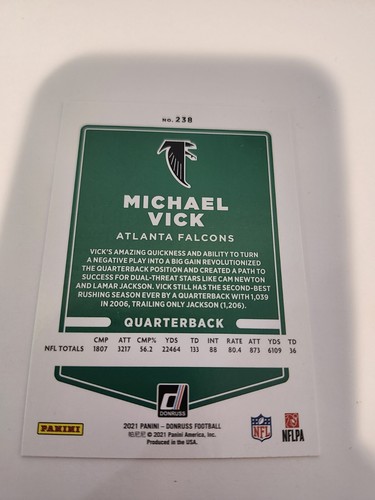 NO. 238
MICHAEL
VICK
ATLANTA FALCONS
VICK'S AMAZING QUICKNESS AND ABILITY TO TURN
A NEGATIVE PLAY INTO A BIG GAIN REVOLUTIONIZED
THE QUARTERBACK POSITION AND CREATED A PATH TO
SUCCESS FOR DUAL-THREAT STARS LIKE CAM NEWTON
AND LAMAR JACKSON. VICK STILL HAS THE SECOND-BEST
RUSHING SEASON EVER BY A QUARTERBACK WITH 1,039
IN 2006, TRAILING ONLY JACKSON (1,206).
QUARTERBACK
CMP ATT CMP% YDS TD INT RATE ATT YDS TD
NFL TOTALS 1807 3217 56.2 22464 133 88 80.4 873 6109 36
DONRUSS
2021 PANINI – DONRUSS FOOTBALL
帕尼尼 © 2021 Panini America, Inc.
Produced in the USA.
PANINI
NFL
NFLPA